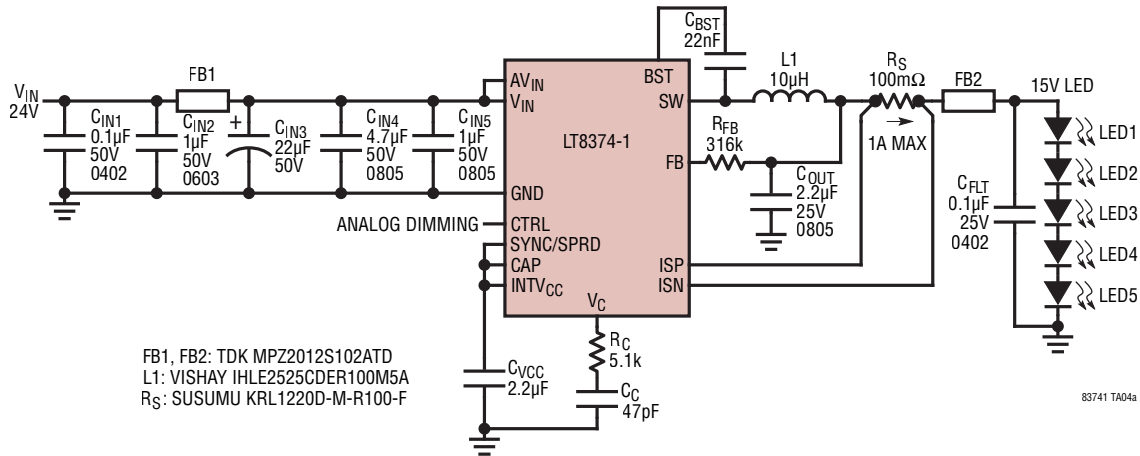 V_IN
24V
FB1
C_IN1
0.1µF
50V
0402
C_IN2
1µF
50V
0603
+
C_IN3
22µF
50V
C_IN4
4.7µF
50V
0805
C_IN5
1µF
50V
0805
AV_IN
V_IN
GND
ANALOG DIMMING
CTRL
SYNC/SPRD
CAP
INTV_CC
LT8374-1
BST
SW
FB
ISP
ISN
V_C
C_BST
22nF
L1
10µH
R_S
100mΩ
1A MAX
FB2
15V LED
R_FB
316k
C_OUT
2.2µF
25V
0805
C_FLT
0.1µF
25V
0402
LED1
LED2
LED3
LED4
LED5
R_C
5.1k
C_C
47pF
C_VCC
2.2µF
FB1, FB2: TDK MPZ2012S102ATD
L1: VISHAY IHLE2525CDER100M5A
R_S: SUSUMU KRL1220D-M-R100-F
83741 TA04a